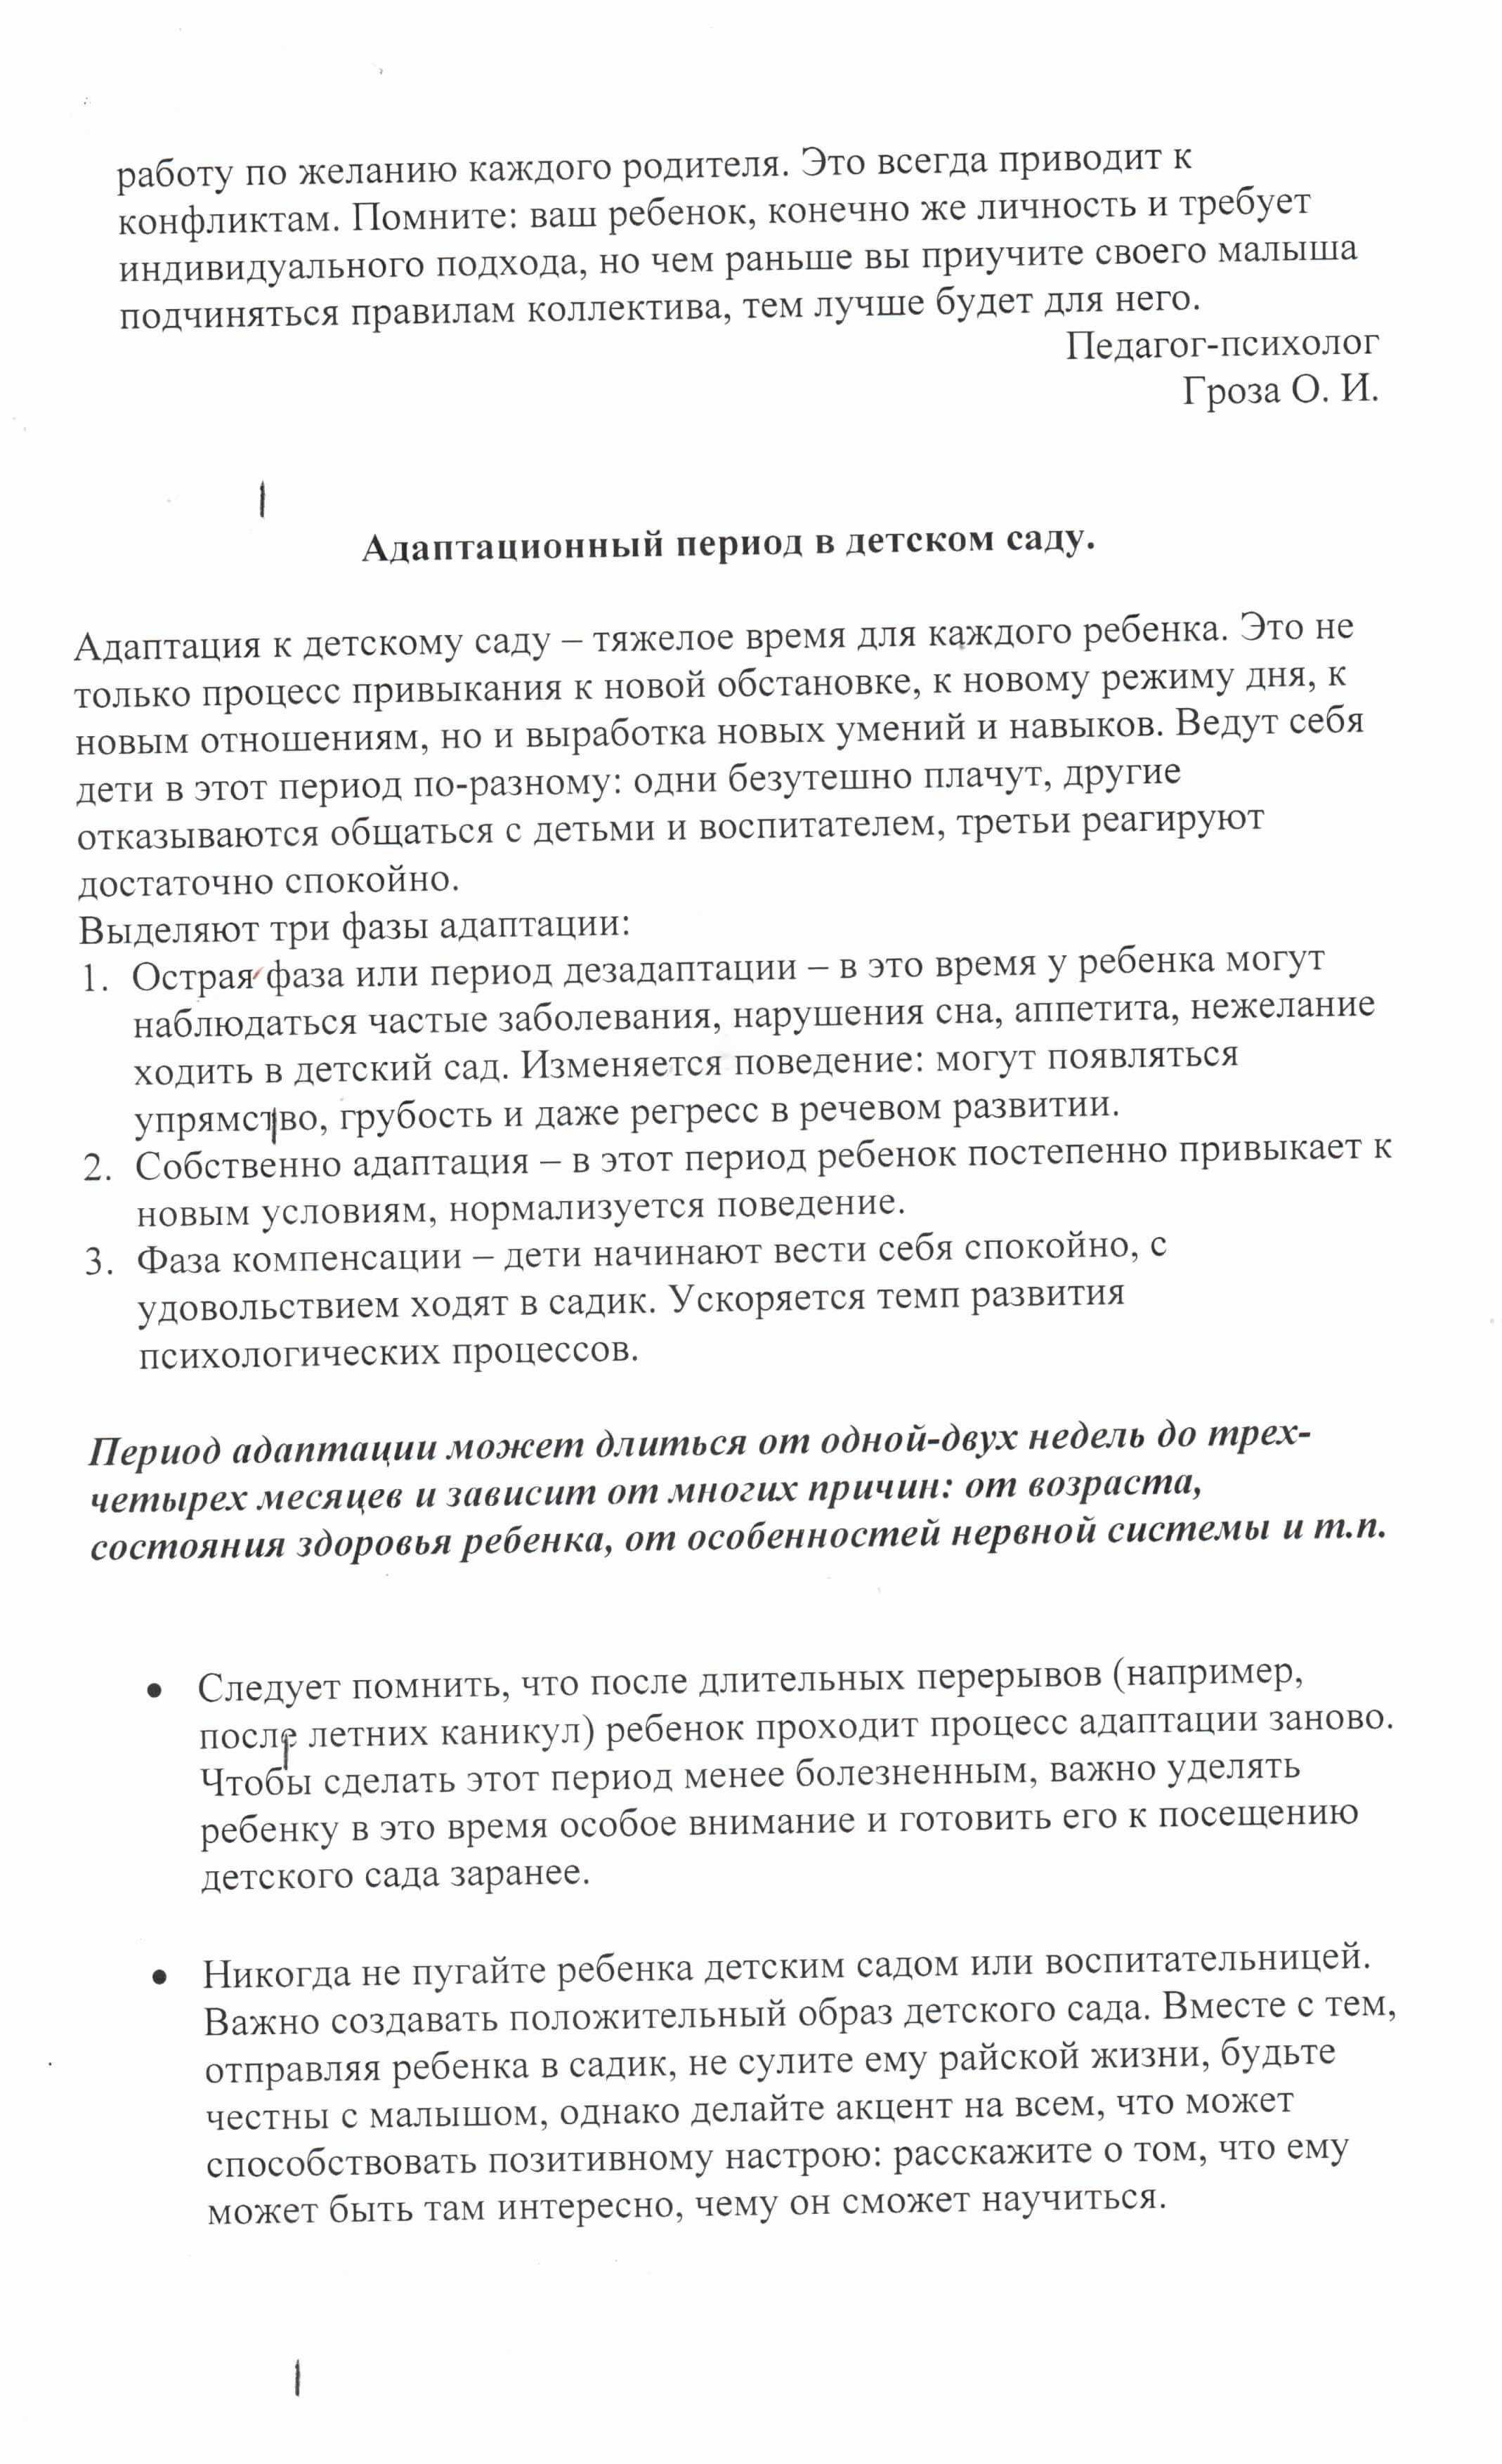 работу по желанию каждого родителя. Это всегда приводит к
конфликтам. Помните: ваш ребенок, конечно же личность и требует
индивидуального подхода, но чем раньше вы приучите своего малыша
подчиняться правилам коллектива, тем лучше будет для него.
Педагог-психолог
Гроза О. И.
Адаптационный период в детском саду.
Адаптация к детскому саду – тяжелое время для каждого ребенка. Это не
только процесс привыкания к новой обстановке, к новому режиму дня, к
новым отношениям, но и выработка новых умений и навыков. Ведут себя
дети в этот период по-разному: одни безутешно плачут, другие
отказываются общаться с детьми и воспитателем, третьи реагируют
достаточно спокойно.
Выделяют три фазы адаптации:
1. Острая фаза или период дезадаптации – в это время у ребенка могут
наблюдаться частые заболевания, нарушения сна, аппетита, нежелание
ходить в детский сад. Изменяется поведение: могут появляться
упрямство, грубость и даже регресс в речевом развитии.
2. Собственно адаптация – в этот период ребенок постепенно привыкает к
новым условиям, нормализуется поведение.
3. Фаза компенсации – дети начинают вести себя спокойно, с
удовольствием ходят в садик. Ускоряется темп развития
психологических процессов.
Период адаптации может длиться от одной-двух недель до трех-
четырех месяцев и зависит от многих причин: от возраста,
состояния здоровья ребенка, от особенностей нервной системы и т.п.
• Следует помнить, что после длительных перерывов (например,
после летних каникул) ребенок проходит процесс адаптации заново.
Чтобы сделать этот период менее болезненным, важно уделять
ребенку в это время особое внимание и готовить его к посещению
детского сада заранее.
• Никогда не пугайте ребенка детским садом или воспитательницей.
Важно создавать положительный образ детского сада. Вместе с тем,
отправляя ребенка в садик, не сулите ему райской жизни, будьте
честны с малышом, однако делайте акцент на всем, что может
способствовать позитивному настрою: расскажите о том, что ему
может быть там интересно, чему он сможет научиться.